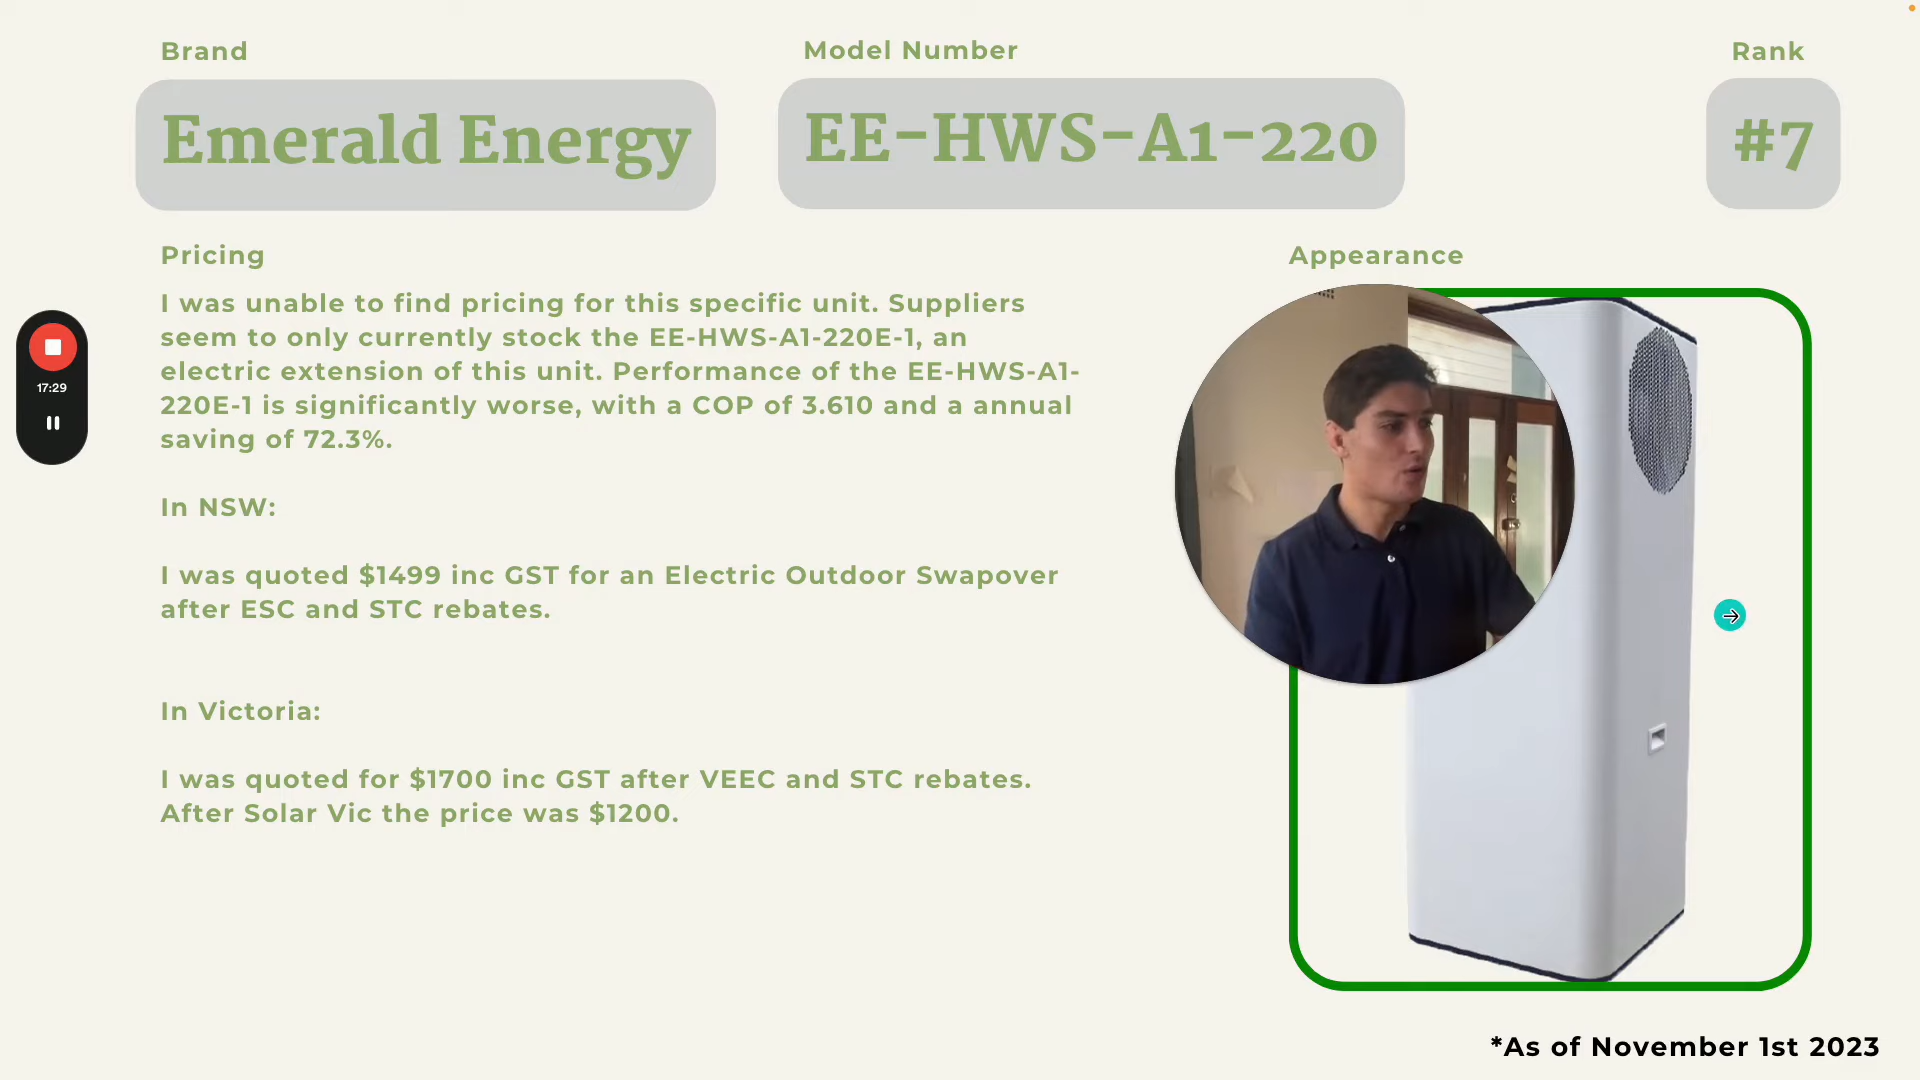 Brand
Model Number
Rank
Emerald Energy
EE-HWS-A1-220
#7
Pricing
I was unable to find pricing for this specific unit. Suppliers
seem to only currently stock the EE-HWS-A1-220E-1, an
electric extension of this unit. Performance of the EE-HWS-A1-
220E-1 is significantly worse, with a COP of 3.610 and a annual
saving of 72.3%.
In NSW:
I was quoted $1499 inc GST for an Electric Outdoor Swapover
after ESC and STC rebates.
In Victoria:
I was quoted for $1700 inc GST after VEEC and STC rebates.
After Solar Vic the price was $1200.
Appearance
17:29
*As of November 1st 2023